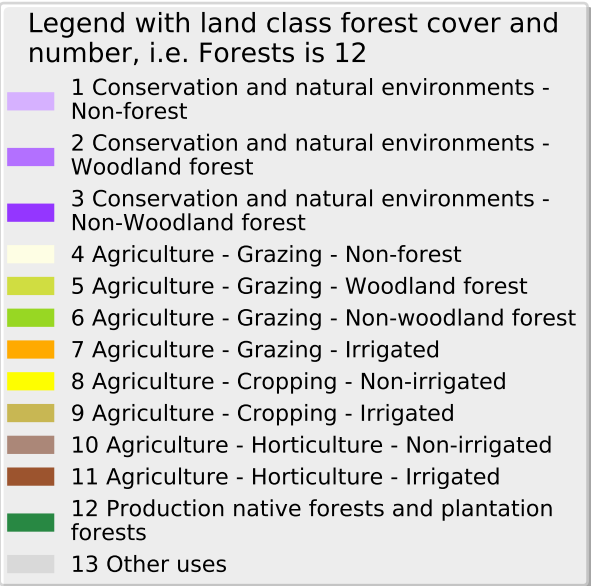 Legend with land class forest cover and
number, i.e. Forests is 12
1 Conservation and natural environments -
Non-forest
2 Conservation and natural environments -
Woodland forest
3 Conservation and natural environments -
Non-Woodland forest
4 Agriculture - Grazing - Non-forest
5 Agriculture - Grazing - Woodland forest
6 Agriculture - Grazing - Non-woodland forest
7 Agriculture - Grazing - Irrigated
8 Agriculture - Cropping - Non-irrigated
9 Agriculture - Cropping - Irrigated
10 Agriculture - Horticulture - Non-irrigated
11 Agriculture - Horticulture - Irrigated
12 Production native forests and plantation
forests
13 Other uses